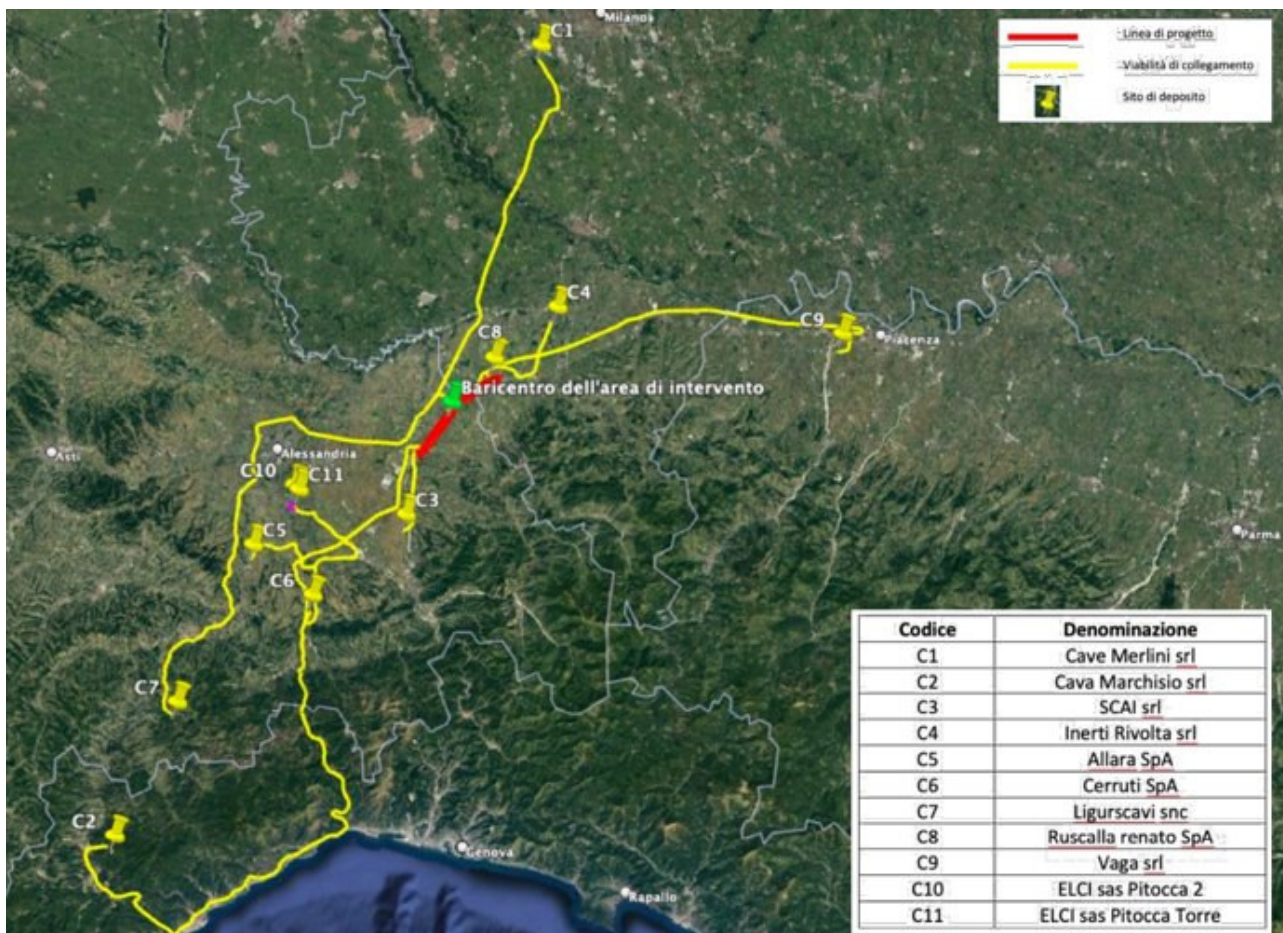 Milano
C1
Linea di progetto
Viabilità di collegamento
Sito di deposito
C4
C8
C9
Piacenza
Baricentro dell'area di intervento
Asti
Alessandria
C10
C11
C3
C5
Parma
C6
C7
C2
Genova
Rapallo
Codice Denominazione
C1 Cave Merlini srl
C2 Cava Marchisio srl
C3 SCAI srl
C4 Inerti Rivolta srl
C5 Allara SpA
C6 Cerruti SpA
C7 Ligurscavi snc
C8 Ruscalla renato SpA
C9 Vaga srl
C10 ELCI sas Pitocca 2
C11 ELCI sas Pitocca Torre